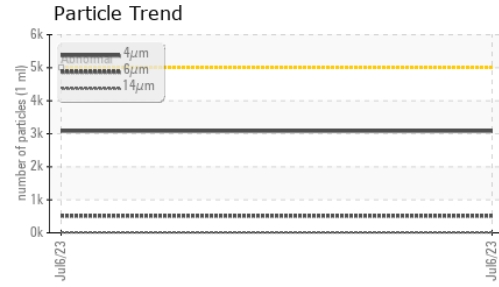 Particle Trend
number of particles (1 ml)
6k
5k
4k
3k
2k
1k
0k
Abnormal
4µm
6µm
14µm
Jul6/23
Jul6/23